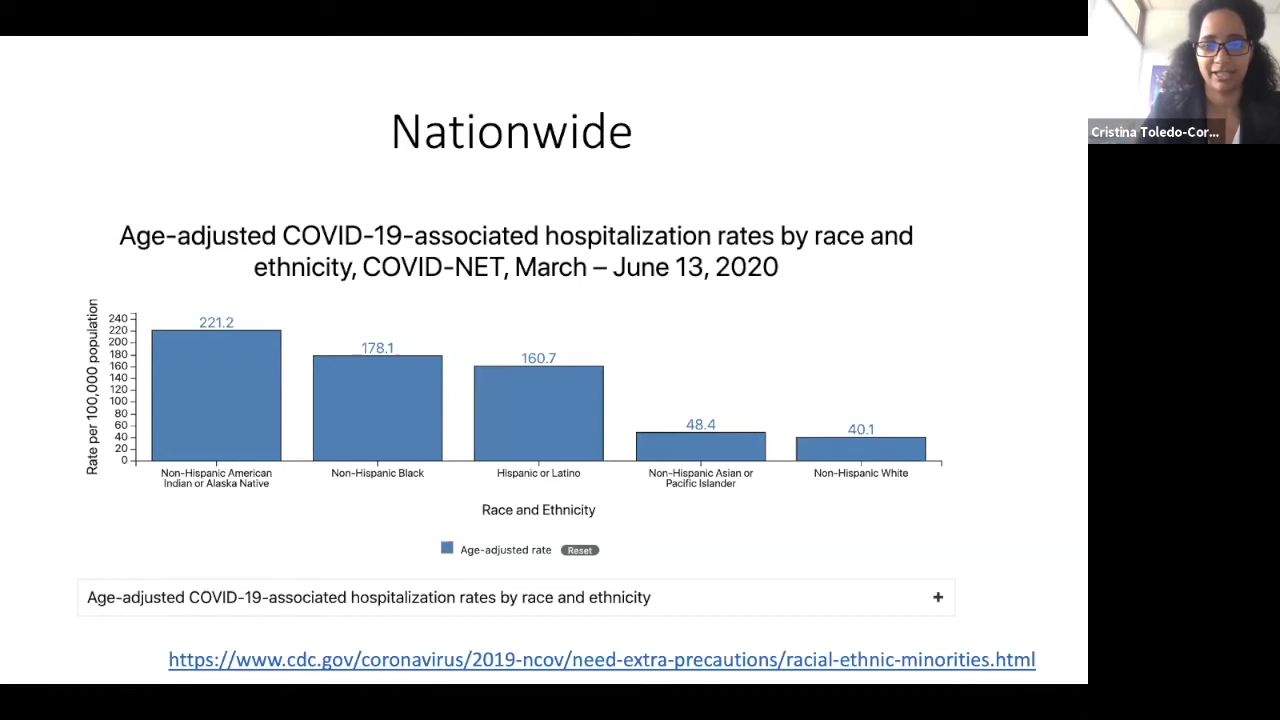 Nationwide
Age-adjusted COVID-19-associated hospitalization rates by race and
ethnicity, COVID-NET, March – June 13, 2020
Rate per 100,000 population
240
220
200
180
160
140
120
100
80
60
40
20
0
221.2
178.1
160.7
48.4
40.1
Non-Hispanic American
Indian or Alaska Native
Non-Hispanic Black
Hispanic or Latino
Non-Hispanic Asian or
Pacific Islander
Non-Hispanic White
Race and Ethnicity
Age-adjusted rate
Reset
Age-adjusted COVID-19-associated hospitalization rates by race and ethnicity +
https://www.cdc.gov/coronavirus/2019-ncov/need-extra-precautions/racial-ethnic-minorities.html
Cristina Toledo-Cor...